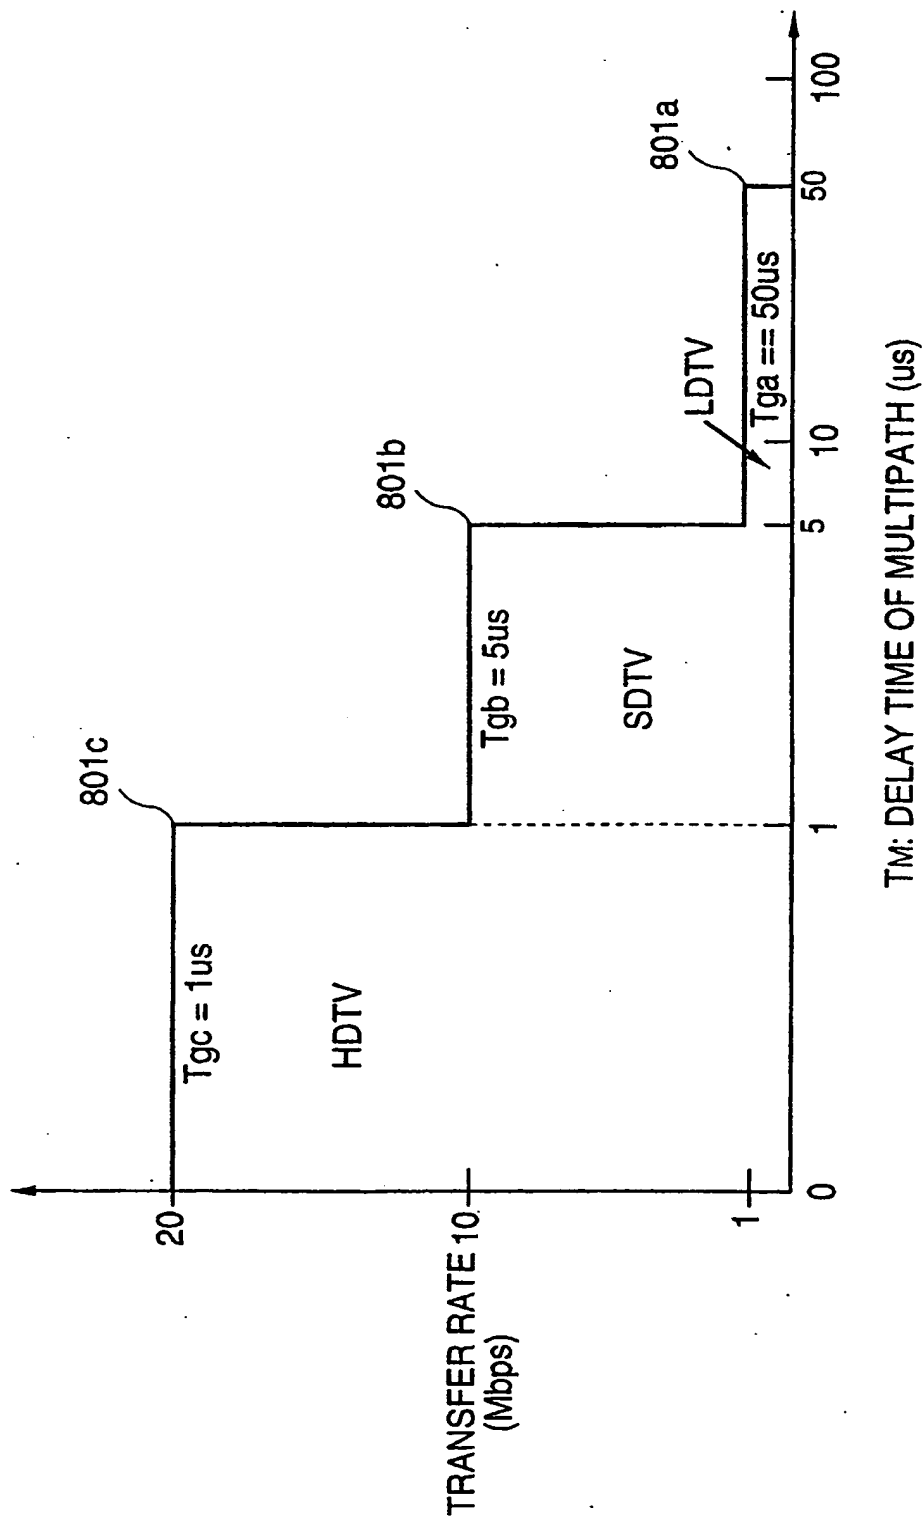 801c
20
Tgc = 1us
HDTV
801b
TRANSFER RATE
(Mbps)
10
Tgb = 5us
SDTV
801a
LDTV
1
Tga == 50us
0
1
5
10
50
100
TM: DELAY TIME OF MULTIPATH (us)